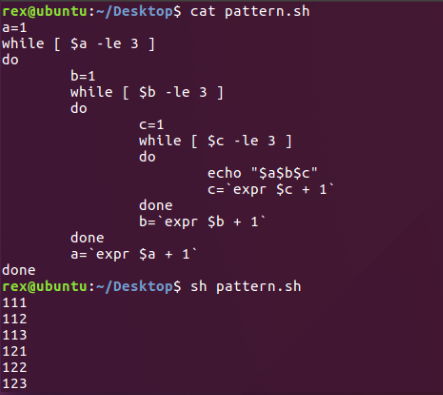 rex@ubuntu:~/Desktop$ cat pattern.sh
a=1
while [ $a -le 3 ]
do
        b=1
        while [ $b -le 3 ]
        do
                c=1
                while [ $c -le 3 ]
                do
                        echo "$a$b$c"
                        c=`expr $c + 1`
                done
                b=`expr $b + 1`
        done
        a=`expr $a + 1`
done
rex@ubuntu:~/Desktop$ sh pattern.sh
111
112
113
121
122
123